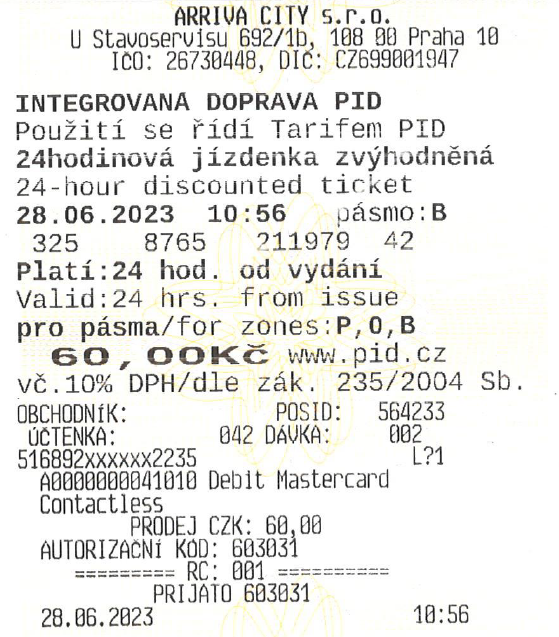 ARRIVA CITY s.r.o.
U Stavoservisu 692/1b, 108 00 Praha 10
IČO: 26730448, DIČ: CZ699001947
INTEGROVANÁ DOPRAVA PID
Použití se řídí Tarifem PID
24hodinová jízdenka zvýhodněná
24-hour discounted ticket
28.06.2023 10:56 pásmo:B
325 8765 211979 42
Platí:24 hod. od vydání
Valid:24 hrs. from issue
pro pásma/for zones:P,0,B
60,00Kč www.pid.cz
vč.10% DPH/dle zák. 235/2004 Sb.
OBCHODNíK: POSID: 564233
ÚČTENKA: 042 DÁVKA: 002
516892xxxxxx2235 L?1
A0000000041010 Debit Mastercard
Contactless
PRODEJ CZK: 60,00
AUTORIZAČNí KÓD: 603031
========= RC: 001 ==========
PRIJATO 603031
28.06.2023 10:56